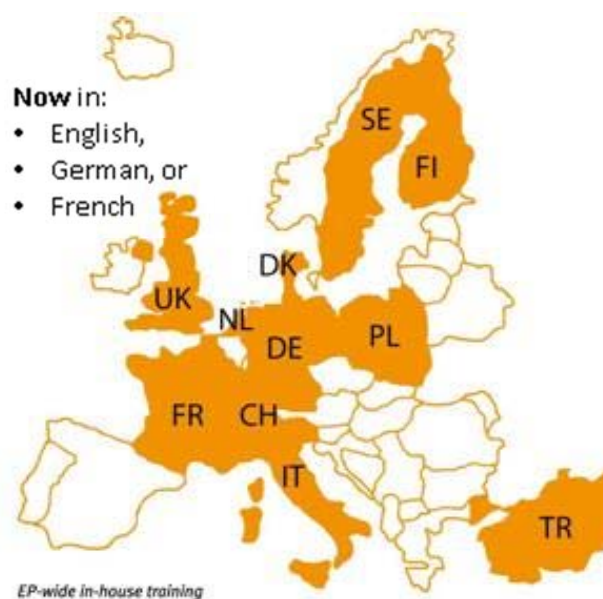 Now in:
• English,
• German, or
• French
SE
FI
DK
UK
NL
DE
PL
FR
CH
IT
TR
EP-wide in-house training